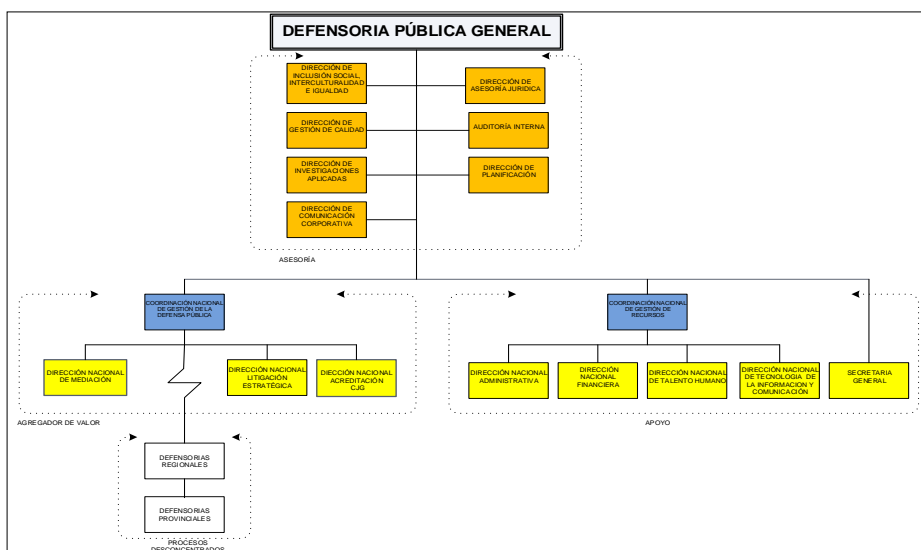 DEFENSORIA PÚBLICA GENERAL
DIRECCIÓN DE
INCLUSIÓN SOCIAL,
INTERCULTURALIDAD
E IGUALDAD
DIRECCIÓN DE
ASESORÍA JURIDICA
DIRECCIÓN DE
GESTIÓN DE CALIDAD
AUDITORÍA INTERNA
DIRECCIÓN DE
INVESTIGACIONES
APLICADAS
DIRECCIÓN DE
PLANIFICACIÓN
DIRECCIÓN DE
COMUNICACIÓN
CORPORATIVA
ASESORÍA
COORDINACIÓN NACIONAL
DE GESTIÓN DE LA
DEFENSA PÚBLICA
COORDINACIÓN NACIONAL
DE GESTIÓN DE
RECURSOS
DIRECCIÓN NACIONAL
DE MEDIACIÓN
DIRECCIÓN NACIONAL
LITIGACIÓN
ESTRATÉGICA
DIECCIÓN NACIONAL
ACREDITACIÓN
CJG
DIRECCIÓN NACIONAL
ADMINISTRATIVA
DIRECCIÓN
NACIONAL
FINANCIERA
DIRECCIÓN NACIONAL
DE TALENTO HUMANO
DIRECCIÓN NACIONAL
DE TECNOLOGIA DE
LA INFORMACION Y
COMUNICACIÓN
SECRETARIA
GENERAL
AGREGADOR DE VALOR
APOYO
DEFENSORIAS
REGIONALES
DEFENSORIAS
PROVINCIALES
PROCESOS
DESCONCENTRADOS